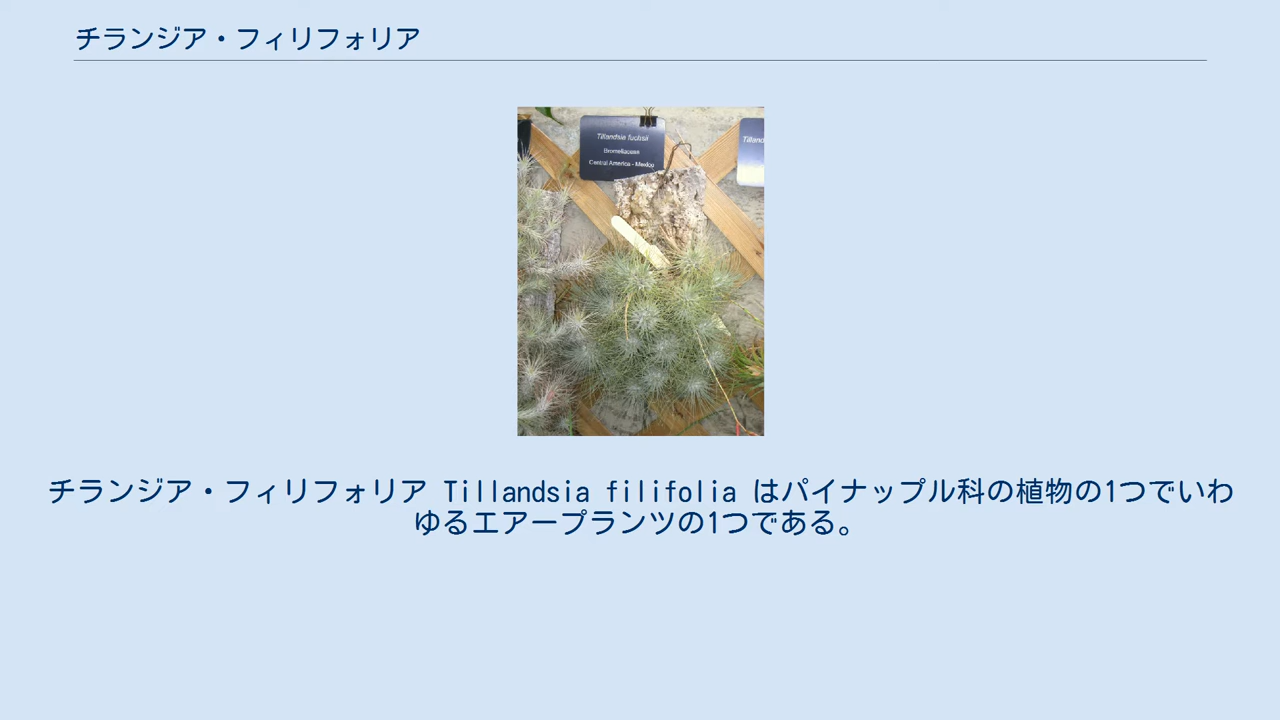 チランジア・フィリフォリア
Tillandsia fuchsii
Bromeliaceae
Central America - Mexico
チランジア・フィリフォリア Tillandsia filifolia はパイナップル科の植物の1つでいわ
ゆるエアープランツの1つである。